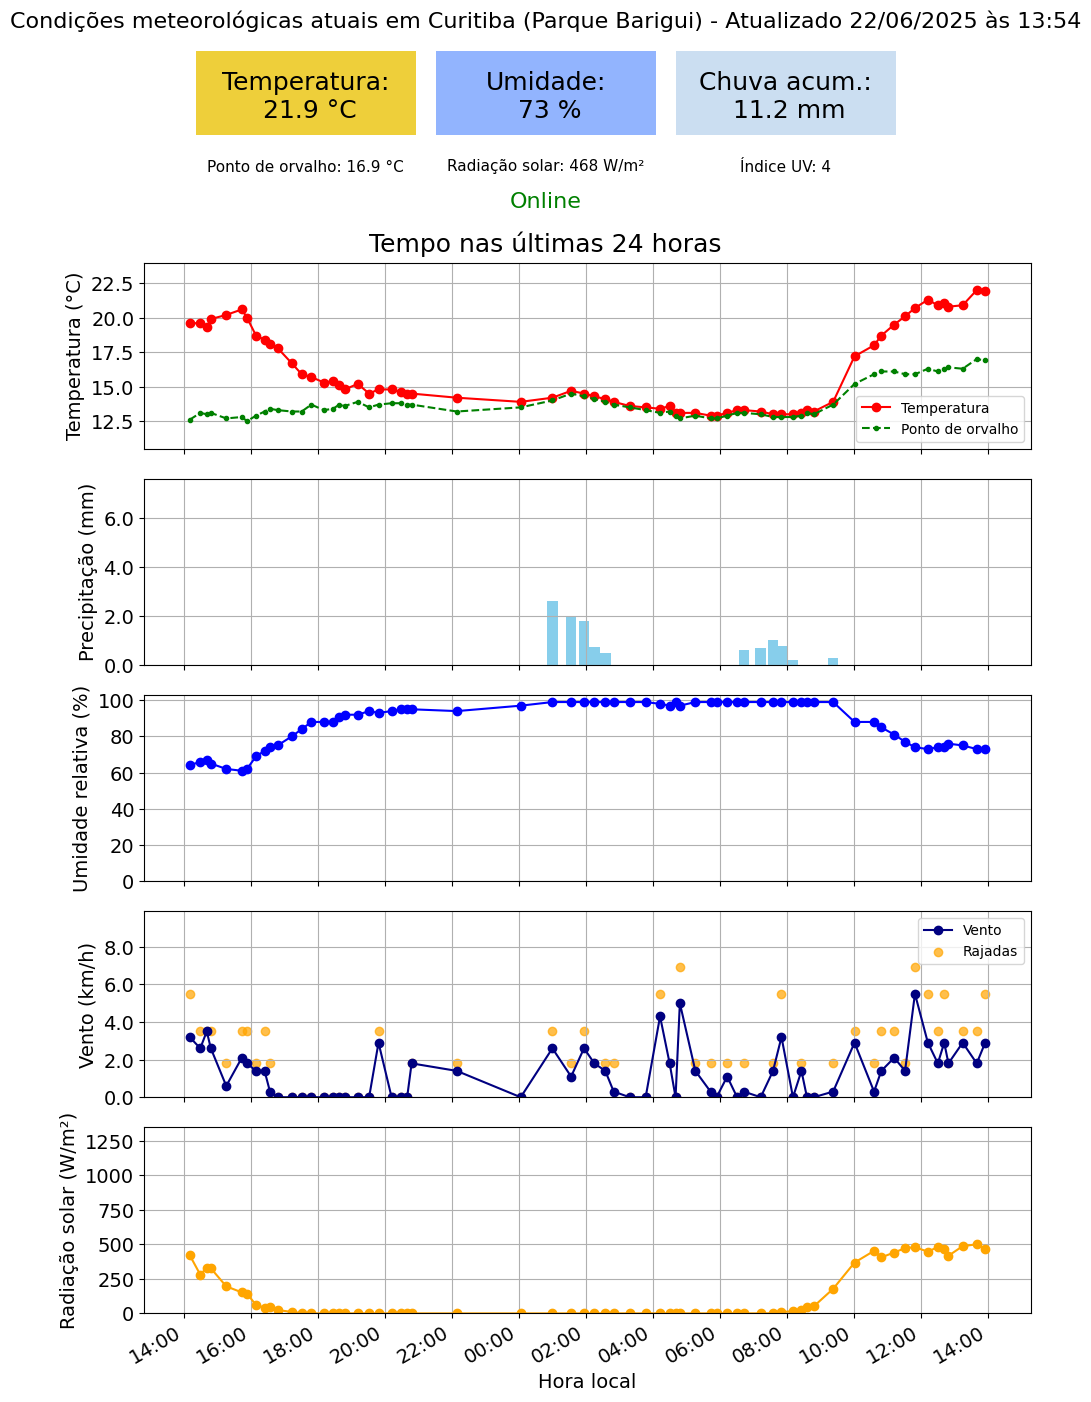 Condições meteorológicas atuais em Curitiba (Parque Barigui) - Atualizado 22/06/2025 às 13:54
Temperatura:
21.9 °C
Umidade:
73 %
Chuva acum.:
11.2 mm
Ponto de orvalho: 16.9 °C
Radiação solar: 468 W/m²
Índice UV: 4
Online
Tempo nas últimas 24 horas
Temperatura (°C)
22.5
20.0
17.5
15.0
12.5
Temperatura
Ponto de orvalho
Precipitação (mm)
6.0
4.0
2.0
0.0
Umidade relativa (%)
100
80
60
40
20
0
Vento (km/h)
8.0
6.0
4.0
2.0
0.0
Vento
Rajadas
Radiação solar (W/m²)
1250
1000
750
500
250
0
14:00
16:00
18:00
20:00
22:00
00:00
02:00
04:00
06:00
08:00
10:00
12:00
14:00
Hora local